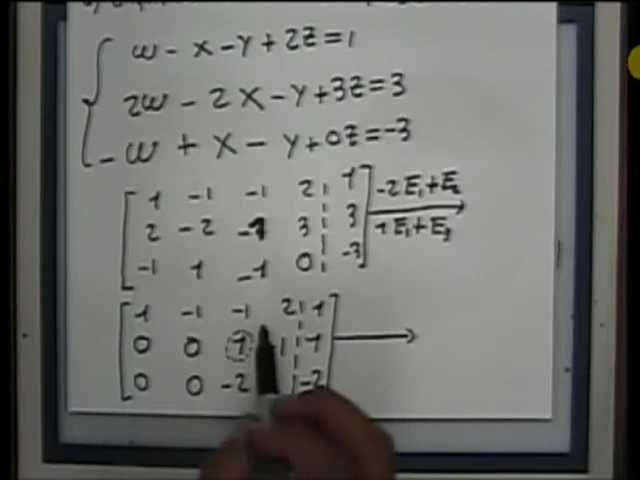 w - x - y + 2z = 1
2w - 2x - y + 3z = 3
-w + x - y + 0z = -3
1 -1 -1 2 1
2 -2 -1 3 3
-1 1 -1 0 -3
-2E₁+E₂
1E₁+E₃
1 -1 -1 2 1
0 0 1 -1 1
0 0 -2 -2